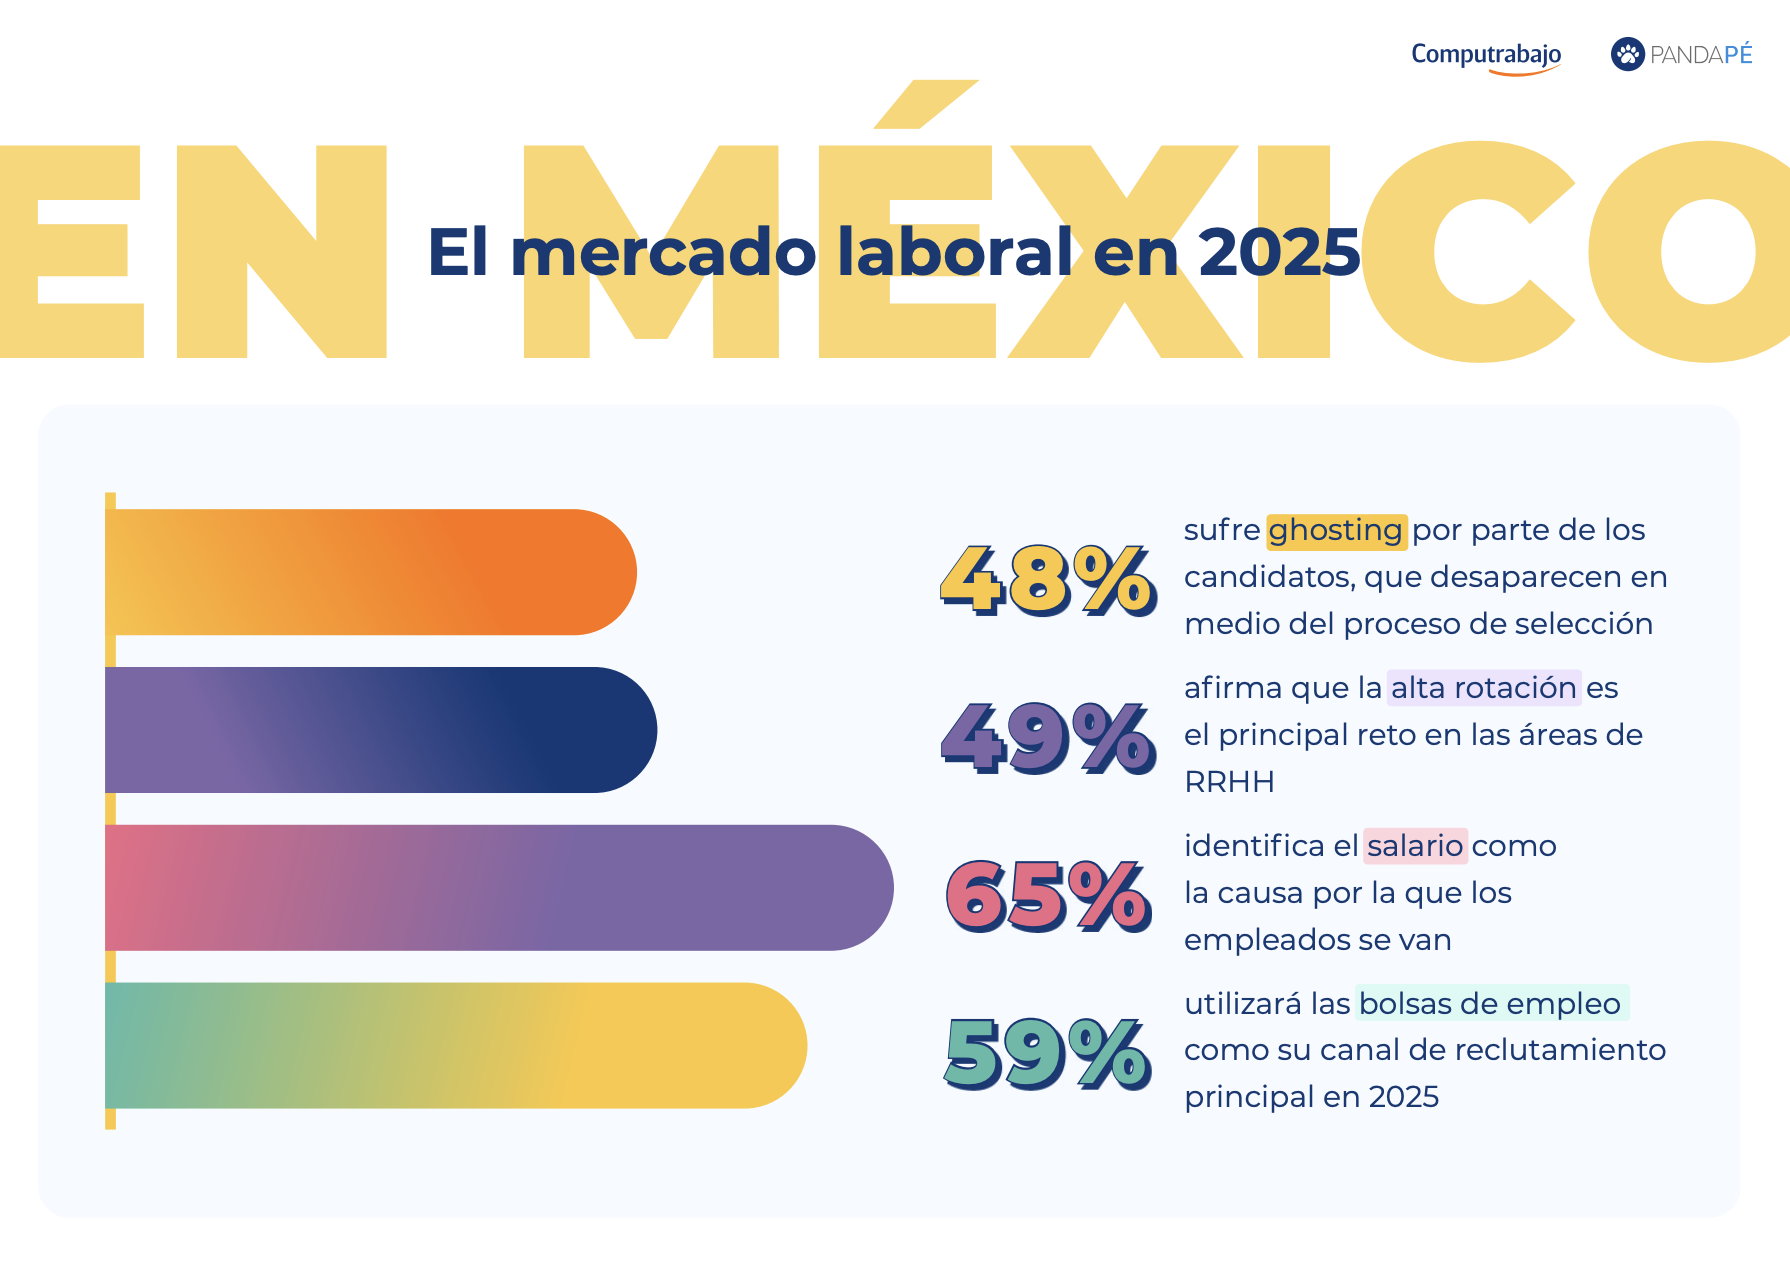 Computrabajo
PANDAPÉ
EN MÉXICO
El mercado laboral en 2025
48%
sufre ghosting por parte de los
candidatos, que desaparecen en
medio del proceso de selección
49%
afirma que la alta rotación es
el principal reto en las áreas de
RRHH
65%
identifica el salario como
la causa por la que los
empleados se van
59%
utilizará las bolsas de empleo
como su canal de reclutamiento
principal en 2025